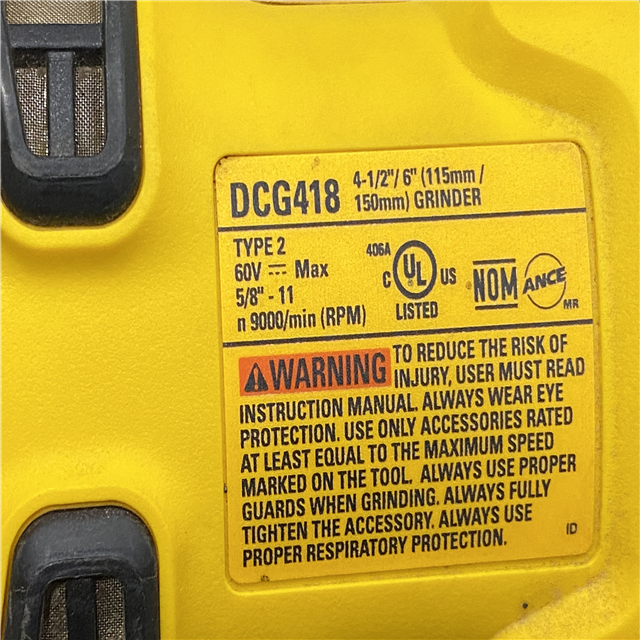 DCG418 4-1/2"/6" (115mm /
150mm) GRINDER
TYPE 2
60V ⎓ Max
5/8" - 11
n 9000/min (RPM)
406A
C UL US
LISTED
NOM ANCE
MR
WARNING TO REDUCE THE RISK OF
INJURY, USER MUST READ
INSTRUCTION MANUAL. ALWAYS WEAR EYE
PROTECTION. USE ONLY ACCESSORIES RATED
AT LEAST EQUAL TO THE MAXIMUM SPEED
MARKED ON THE TOOL. ALWAYS USE PROPER
GUARDS WHEN GRINDING. ALWAYS FULLY
TIGHTEN THE ACCESSORY. ALWAYS USE
PROPER RESPIRATORY PROTECTION.
ID